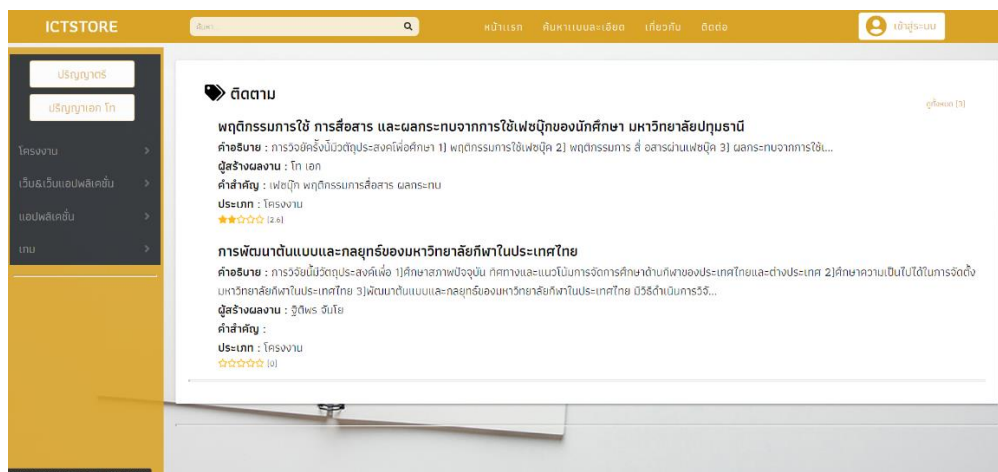 ICTSTORE
ค้นหา
หน้าแรก ค้นหาแบบละเอียด เกี่ยวกับ ติดต่อ
เข้าสู่ระบบ
ปริญญาตรี
ปริญญาเอก โท
โครงงาน
เว็บ&เว็บแอปพลิเคชั่น
แอปพลิเคชั่น
เกม
ติดตาม
ดูทั้งหมด (3)
พฤติกรรมการใช้ การสื่อสาร และผลกระทบจากการใช้เฟซบุ๊กของนักศึกษา มหาวิทยาลัยปทุมธานี
คำอธิบาย : การวิจัยครั้งนี้มีวตัถุประสงค์เพื่อศึกษา 1) พฤติกรรมการใช้เฟซบุ๊ค 2) พฤติกรรมการ สื่ อสารผ่านเฟซบุ๊ค 3) ผลกระทบจากการใช้เ...
ผู้สร้างผลงาน : โท เอก
คำสำคัญ : เฟซบุ๊ก พฤติกรรมการสื่อสาร ผลกระทบ
ประเภท : โครงงาน
(2.6)
การพัฒนาต้นแบบและกลยุทธ์ของมหาวิทยาลัยกีฬาในประเทศไทย
คำอธิบาย : การวิจัยนี้มีวัตถุประสงค์เพื่อ 1)ศึกษาสภาพปัจจุบัน ทิศทางและแนวโน้มการจัดการศึกษาด้านกีฬาของประเทศไทยและต่างประเทศ 2)ศึกษาความเป็นไปได้ในการจัดตั้ง
มหาวิทยาลัยกีฬาในประเทศไทย 3)พัฒนาต้นแบบและกลยุทธ์ของมหาวิทยาลัยกีฬาในประเทศไทย มีวิธีดำเนินการวิจั...
ผู้สร้างผลงาน : ฐิติพร จันโย
คำสำคัญ :
ประเภท : โครงงาน
(0)